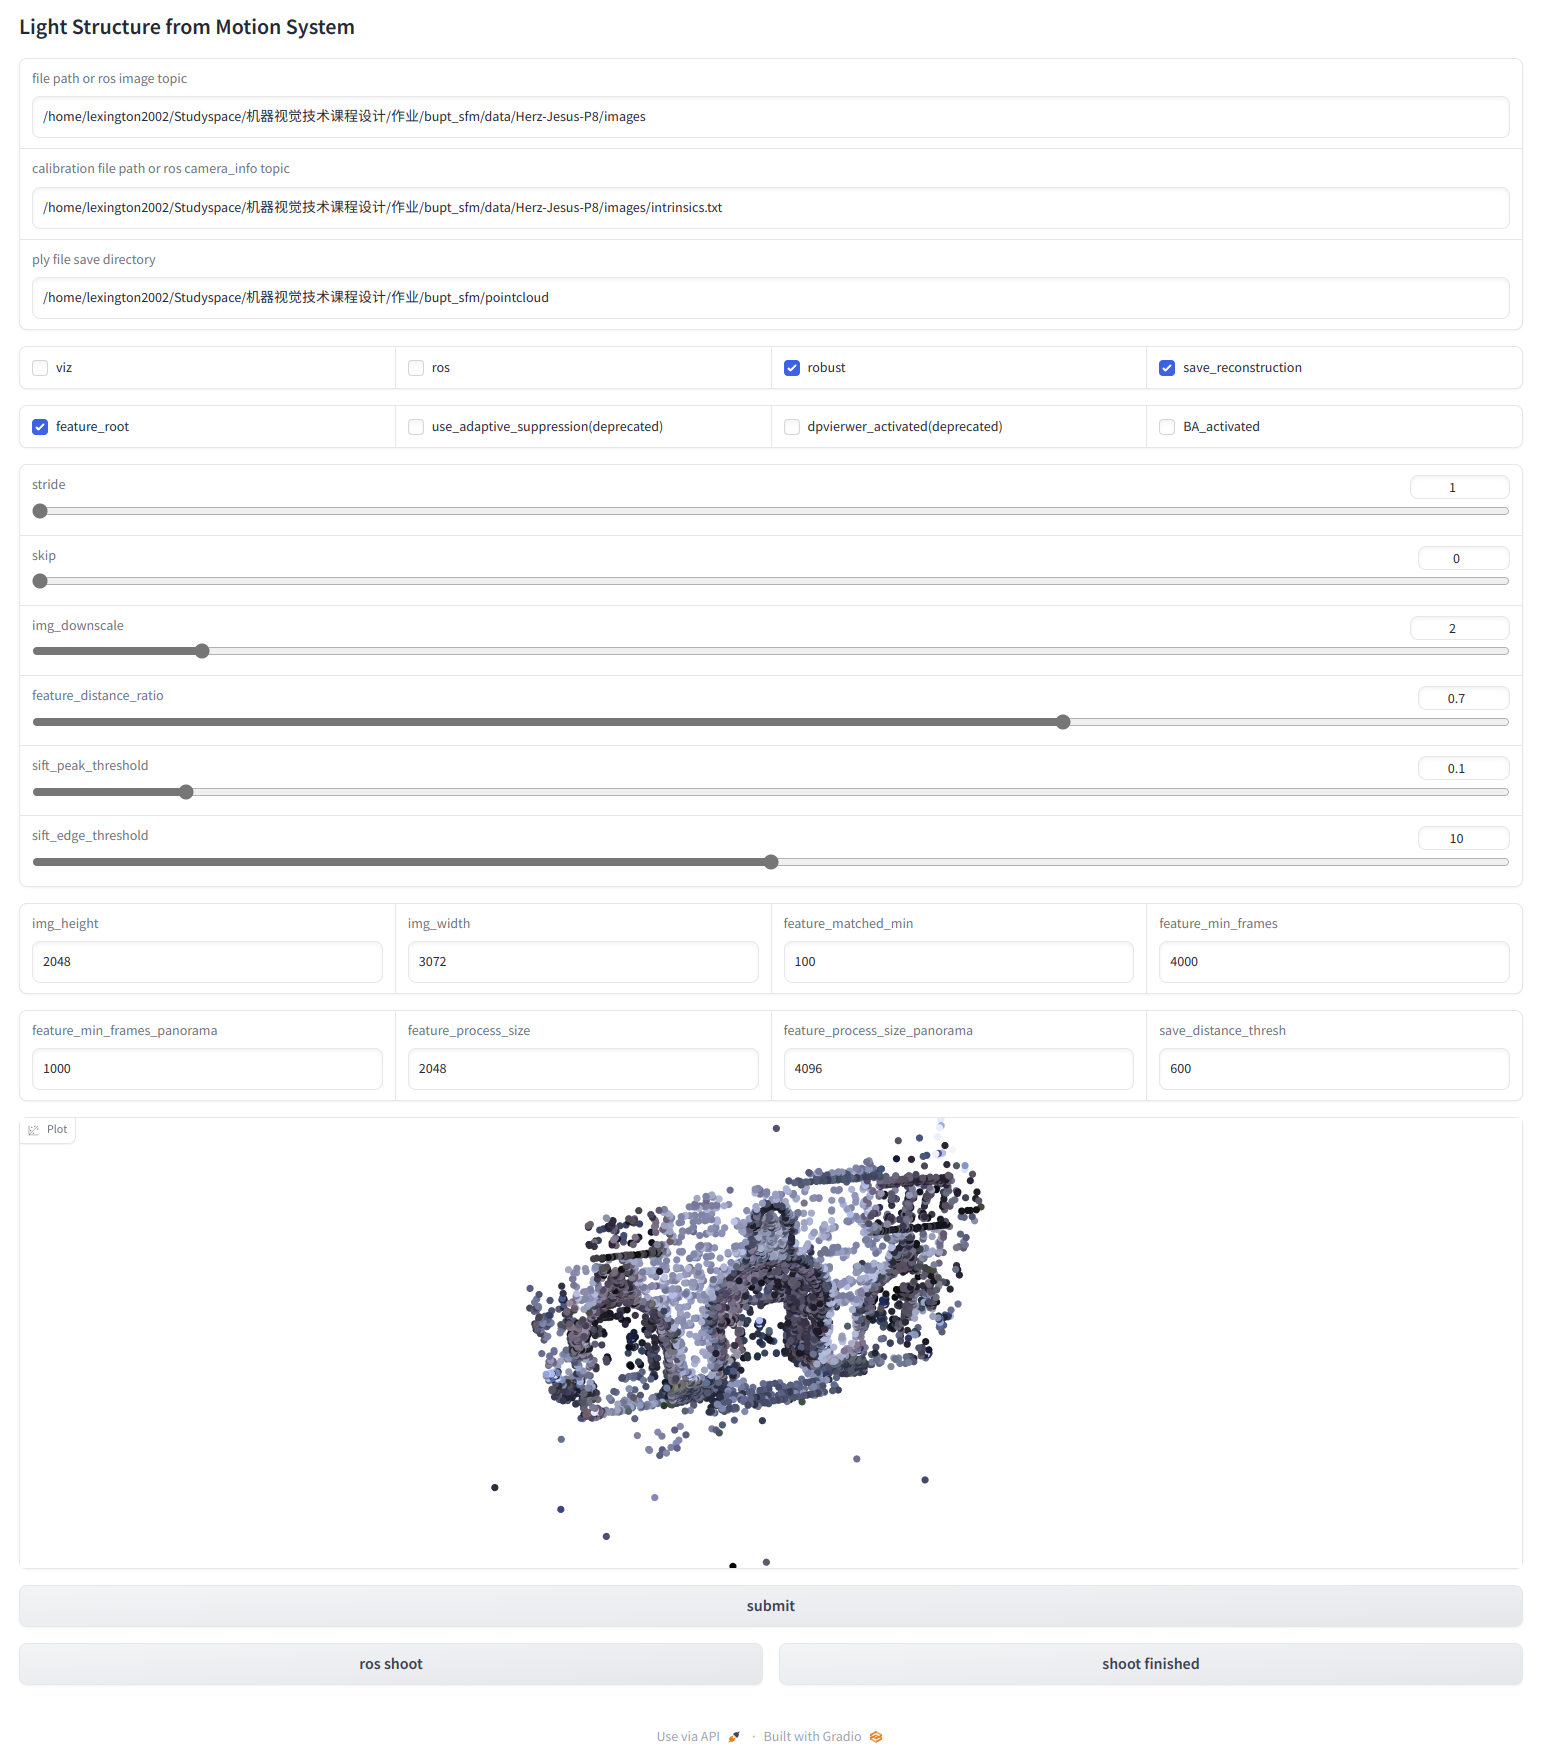 Light Structure from Motion System
file path or ros image topic
/home/lexington2002/Studyspace/机器视觉技术课程设计/作业/bupt_sfm/data/Herz-Jesus-P8/images
calibration file path or ros camera_info topic
/home/lexington2002/Studyspace/机器视觉技术课程设计/作业/bupt_sfm/data/Herz-Jesus-P8/images/intrinsics.txt
ply file save directory
/home/lexington2002/Studyspace/机器视觉技术课程设计/作业/bupt_sfm/pointcloud
viz ros robust save_reconstruction
feature_root use_adaptive_suppression(deprecated) dpvierwer_activated(deprecated) BA_activated
stride 1
skip 0
img_downscale 2
feature_distance_ratio 0.7
sift_peak_threshold 0.1
sift_edge_threshold 10
img_height img_width feature_matched_min feature_min_frames
2048 3072 100 4000
feature_min_frames_panorama feature_process_size feature_process_size_panorama save_distance_thresh
1000 2048 4096 600
Plot
submit
ros shoot shoot finished
Use via API · Built with Gradio